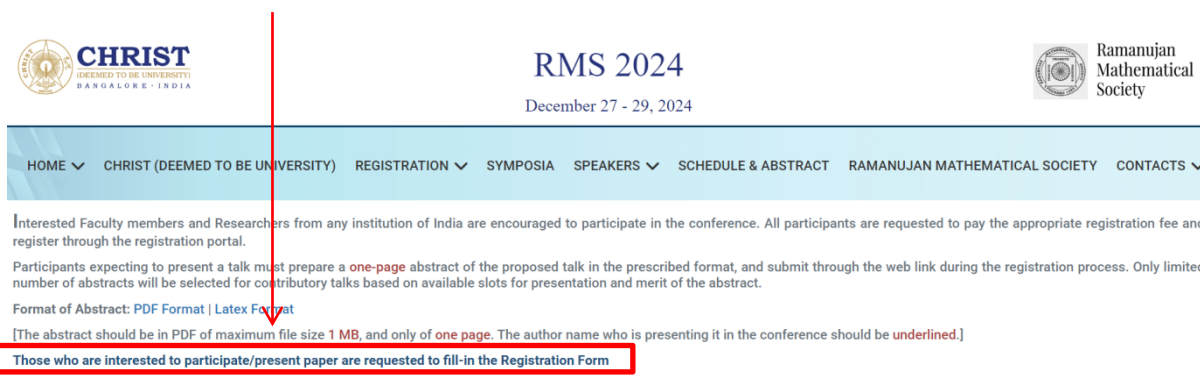 CHRIST
(DEEMED TO BE UNIVERSITY)
BANGALORE · INDIA
RMS 2024
December 27 - 29, 2024
Ramanujan
Mathematical
Society
HOME CHRIST (DEEMED TO BE UNIVERSITY) REGISTRATION SYMPOSIA SPEAKERS SCHEDULE & ABSTRACT RAMANUJAN MATHEMATICAL SOCIETY CONTACTS
Interested Faculty members and Researchers from any institution of India are encouraged to participate in the conference. All participants are requested to pay the appropriate registration fee and
register through the registration portal.
Participants expecting to present a talk must prepare a one-page abstract of the proposed talk in the prescribed format, and submit through the web link during the registration process. Only limited
number of abstracts will be selected for contributory talks based on available slots for presentation and merit of the abstract.
Format of Abstract: PDF Format | Latex Format
[The abstract should be in PDF of maximum file size 1 MB, and only of one page. The author name who is presenting it in the conference should be underlined.]
Those who are interested to participate/present paper are requested to fill-in the Registration Form